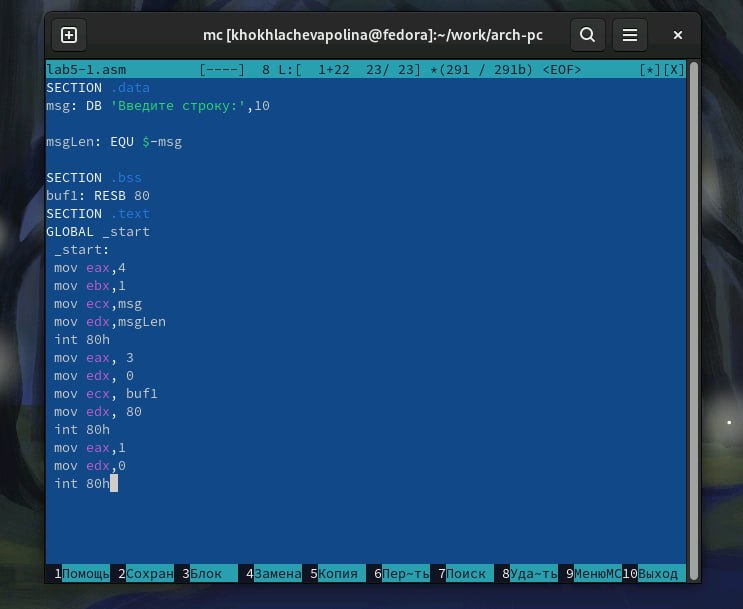 mc [khokhlachevapolina@fedora]:~/work/arch-pc
lab5-1.asm [----] 8 L:[ 1+22 23/ 23] *(291 / 291b) <EOF> [*][X]
SECTION .data
msg: DB 'Введите строку:',10
msgLen: EQU $-msg
SECTION .bss
buf1: RESB 80
SECTION .text
GLOBAL _start
_start:
mov eax,4
mov ebx,1
mov ecx,msg
mov edx,msgLen
int 80h
mov eax, 3
mov edx, 0
mov ecx, buf1
mov edx, 80
int 80h
mov eax,1
mov edx,0
int 80h
1Помощь 2Сохран 3Блок 4Замена 5Копия 6Пер~ть 7Поиск 8Уда~ть 9МенюMC 10Выход